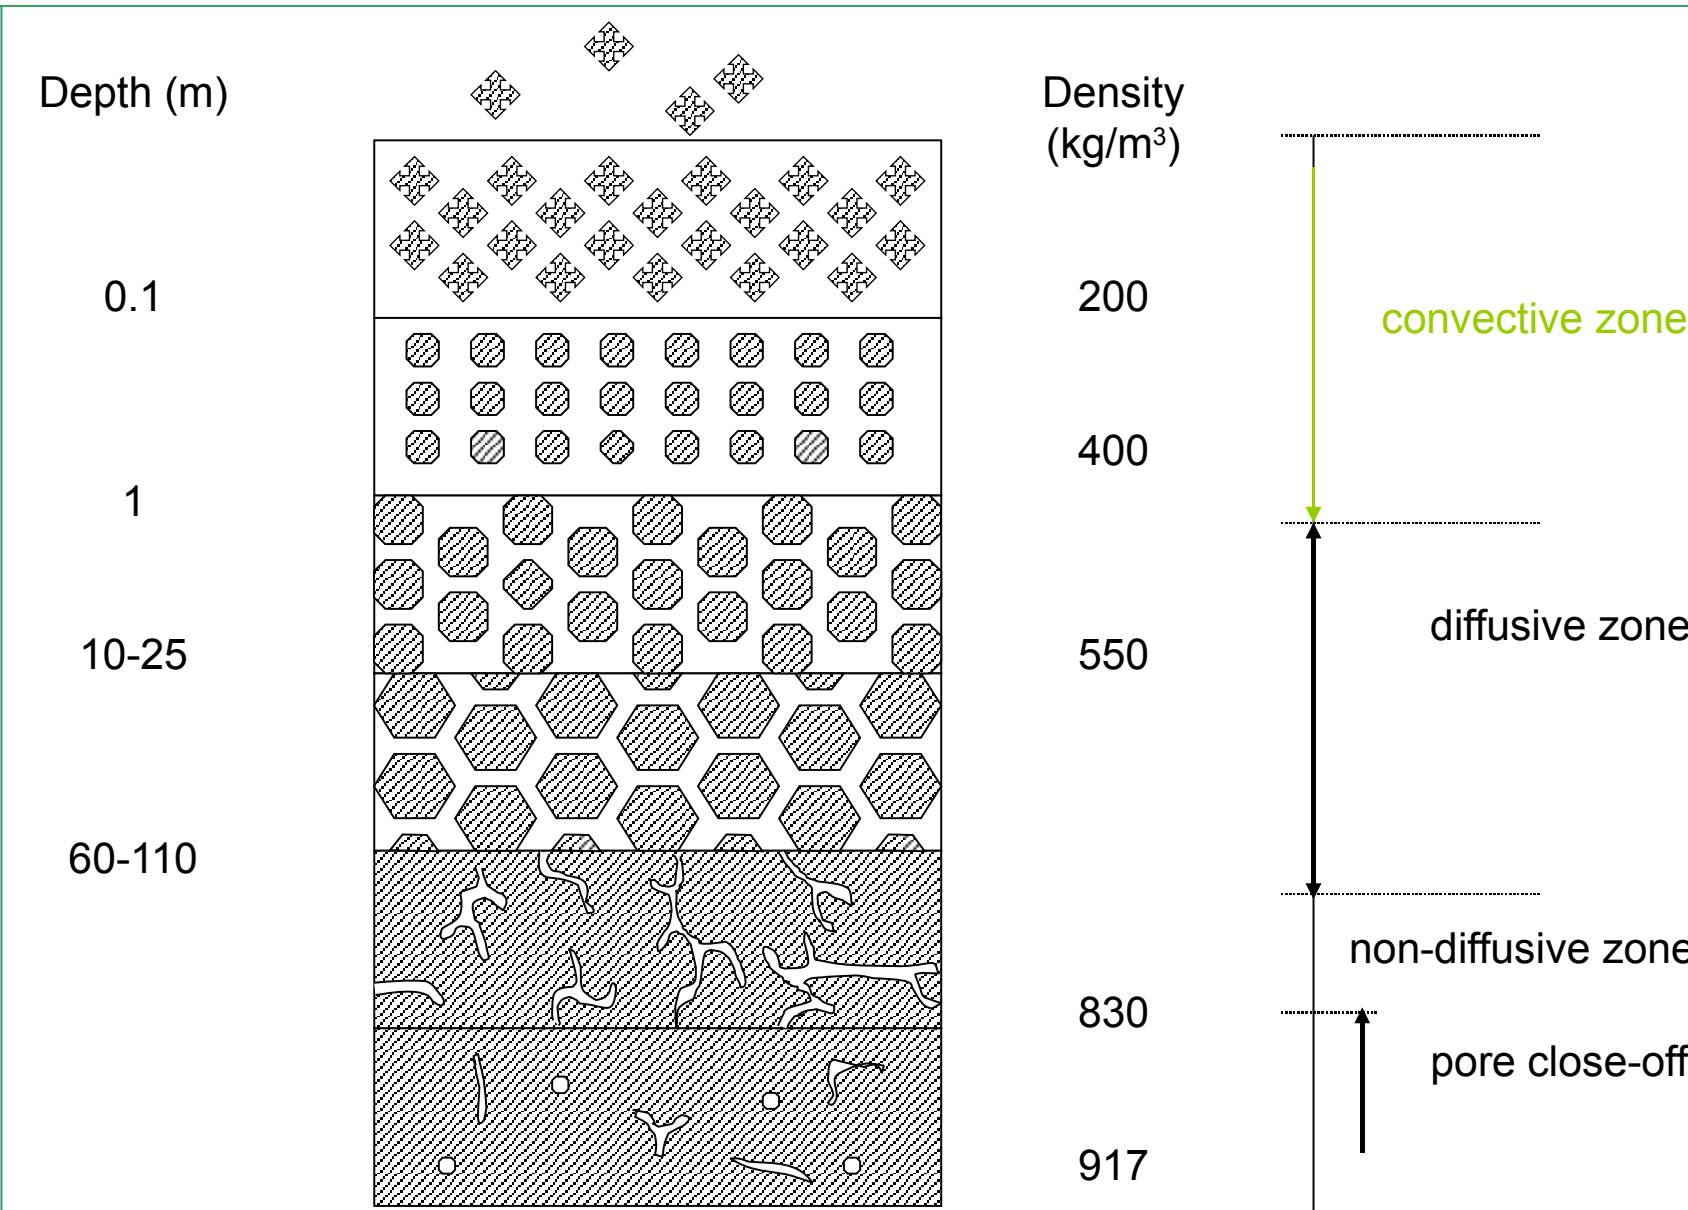 Depth (m)
Density
(kg/m³)
0.1
200
convective zone
400
1
diffusive zone
10-25
550
60-110
non-diffusive zone
830
pore close-off
917